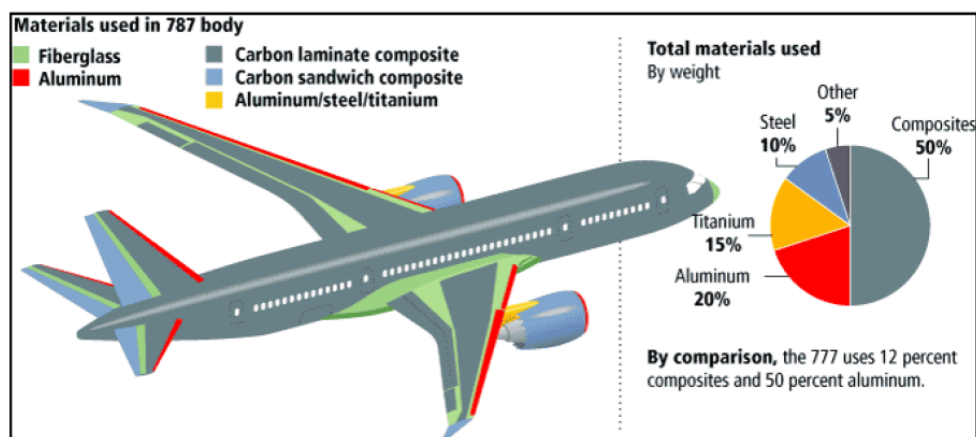 Materials used in 787 body
Fiberglass
Aluminum
Carbon laminate composite
Carbon sandwich composite
Aluminum/steel/titanium
Total materials used
By weight
Other
5%
Steel
10%
Composites
50%
Titanium
15%
Aluminum
20%
By comparison, the 777 uses 12 percent
composites and 50 percent aluminum.